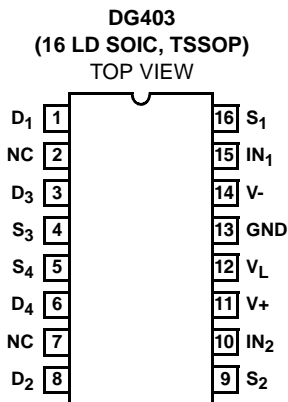 DG403
(16 LD SOIC, TSSOP)
TOP VIEW
D1 1 16 S1
NC 2 15 IN1
D3 3 14 V-
S3 4 13 GND
S4 5 12 VL
D4 6 11 V+
NC 7 10 IN2
D2 8 9 S2